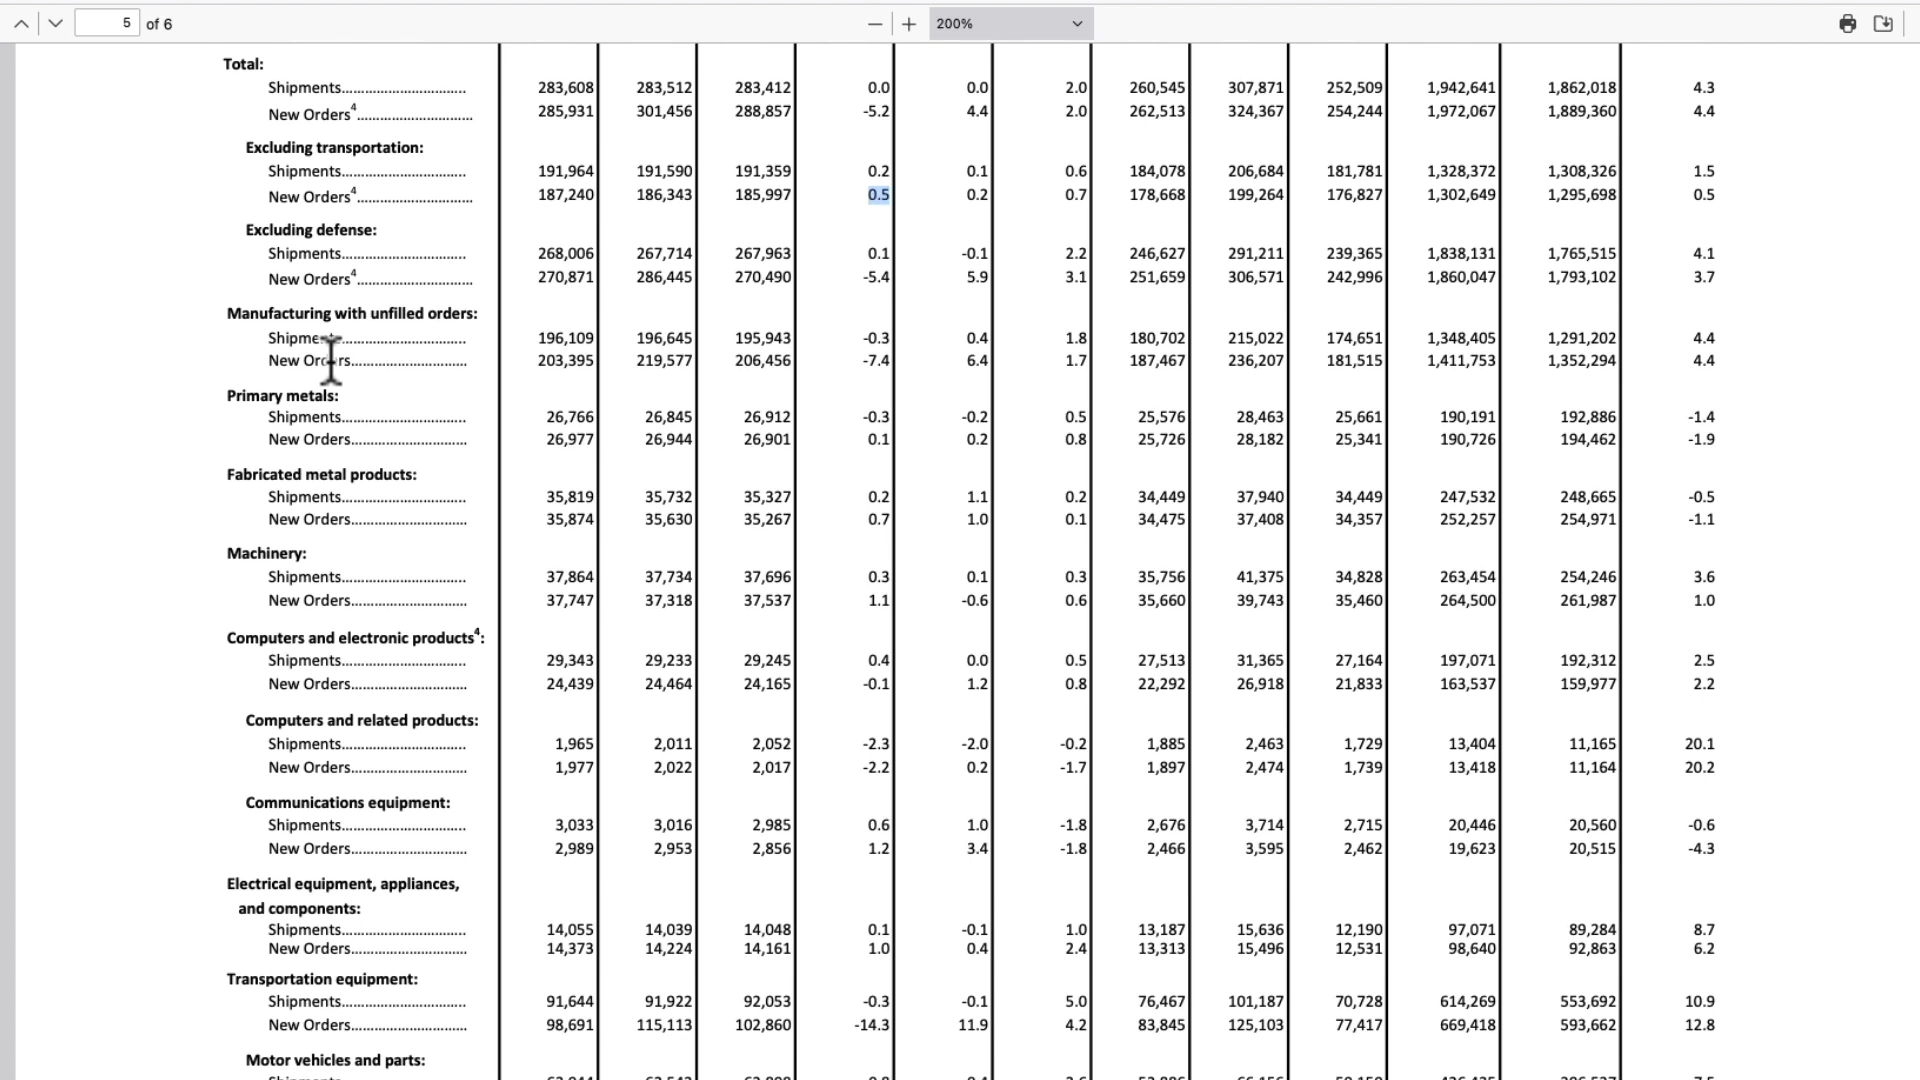 5 of 6 200%
Total:
Shipments.............................. 283,608 283,512 283,412 0.0 0.0 2.0 260,545 307,871 252,509 1,942,641 1,862,018 4.3
New Orders⁴............................ 285,931 301,456 288,857 -5.2 4.4 2.0 262,513 324,367 254,244 1,972,067 1,889,360 4.4
Excluding transportation:
Shipments.............................. 191,964 191,590 191,359 0.2 0.1 0.6 184,078 206,684 181,781 1,328,372 1,308,326 1.5
New Orders⁴............................ 187,240 186,343 185,997 0.5 0.2 0.7 178,668 199,264 176,827 1,302,649 1,295,698 0.5
Excluding defense:
Shipments.............................. 268,006 267,714 267,963 0.1 -0.1 2.2 246,627 291,211 239,365 1,838,131 1,765,515 4.1
New Orders⁴............................ 270,871 286,445 270,490 -5.4 5.9 3.1 251,659 306,571 242,996 1,860,047 1,793,102 3.7
Manufacturing with unfilled orders:
Shipments.............................. 196,109 196,645 195,943 -0.3 0.4 1.8 180,702 215,022 174,651 1,348,405 1,291,202 4.4
New Orders............................. 203,395 219,577 206,456 -7.4 6.4 1.7 187,467 236,207 181,515 1,411,753 1,352,294 4.4
Primary metals:
Shipments.............................. 26,766 26,845 26,912 -0.3 -0.2 0.5 25,576 28,463 25,661 190,191 192,886 -1.4
New Orders............................. 26,977 26,944 26,901 0.1 0.2 0.8 25,726 28,182 25,341 190,726 194,462 -1.9
Fabricated metal products:
Shipments.............................. 35,819 35,732 35,327 0.2 1.1 0.2 34,449 37,940 34,449 247,532 248,665 -0.5
New Orders............................. 35,874 35,630 35,267 0.7 1.0 0.1 34,475 37,408 34,357 252,257 254,971 -1.1
Machinery:
Shipments.............................. 37,864 37,734 37,696 0.3 0.1 0.3 35,756 41,375 34,828 263,454 254,246 3.6
New Orders............................. 37,747 37,318 37,537 1.1 -0.6 0.6 35,660 39,743 35,460 264,500 261,987 1.0
Computers and electronic products⁴:
Shipments.............................. 29,343 29,233 29,245 0.4 0.0 0.5 27,513 31,365 27,164 197,071 192,312 2.5
New Orders............................. 24,439 24,464 24,165 -0.1 1.2 0.8 22,292 26,918 21,833 163,537 159,977 2.2
Computers and related products:
Shipments.............................. 1,965 2,011 2,052 -2.3 -2.0 -0.2 1,885 2,463 1,729 13,404 11,165 20.1
New Orders............................. 1,977 2,022 2,017 -2.2 0.2 -1.7 1,897 2,474 1,739 13,418 11,164 20.2
Communications equipment:
Shipments.............................. 3,033 3,016 2,985 0.6 1.0 -1.8 2,676 3,714 2,715 20,446 20,560 -0.6
New Orders............................. 2,989 2,953 2,856 1.2 3.4 -1.8 2,466 3,595 2,462 19,623 20,515 -4.3
Electrical equipment, appliances,
and components:
Shipments.............................. 14,055 14,039 14,048 0.1 -0.1 1.0 13,187 15,636 12,190 97,071 89,284 8.7
New Orders............................. 14,373 14,224 14,161 1.0 0.4 2.4 13,313 15,496 12,531 98,640 92,863 6.2
Transportation equipment:
Shipments.............................. 91,644 91,922 92,053 -0.3 -0.1 5.0 76,467 101,187 70,728 614,269 553,692 10.9
New Orders............................. 98,691 115,113 102,860 -14.3 11.9 4.2 83,845 125,103 77,417 669,418 593,662 12.8
Motor vehicles and parts: